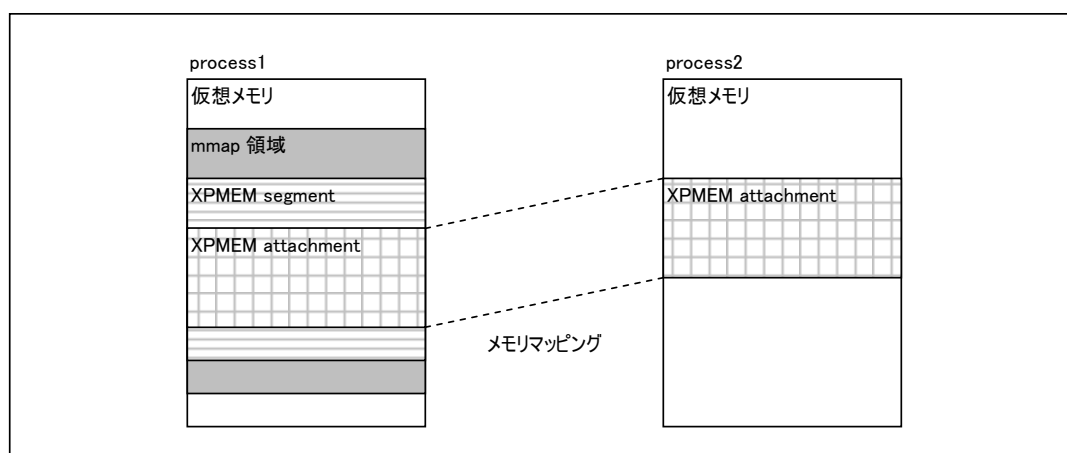 process1
仮想メモリ
mmap 領域
XPMEM segment
XPMEM attachment
process2
仮想メモリ
XPMEM attachment
メモリマッピング